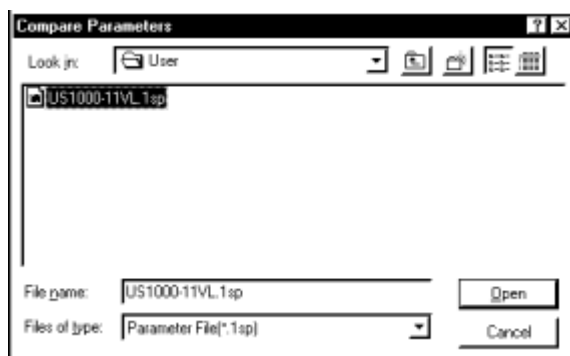 Compare Parameters
Look in: User
US1000-11VL.1sp
File name: US1000-11VL.1sp Open
Files of type: Parameter File(*.1sp) Cancel